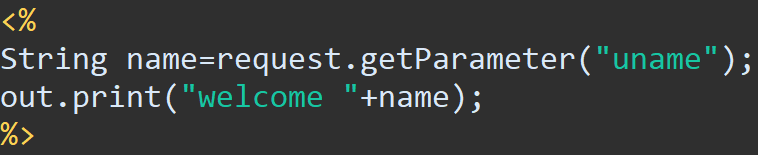 <%
String name=request.getParameter("uname");
out.print("welcome "+name);
%>